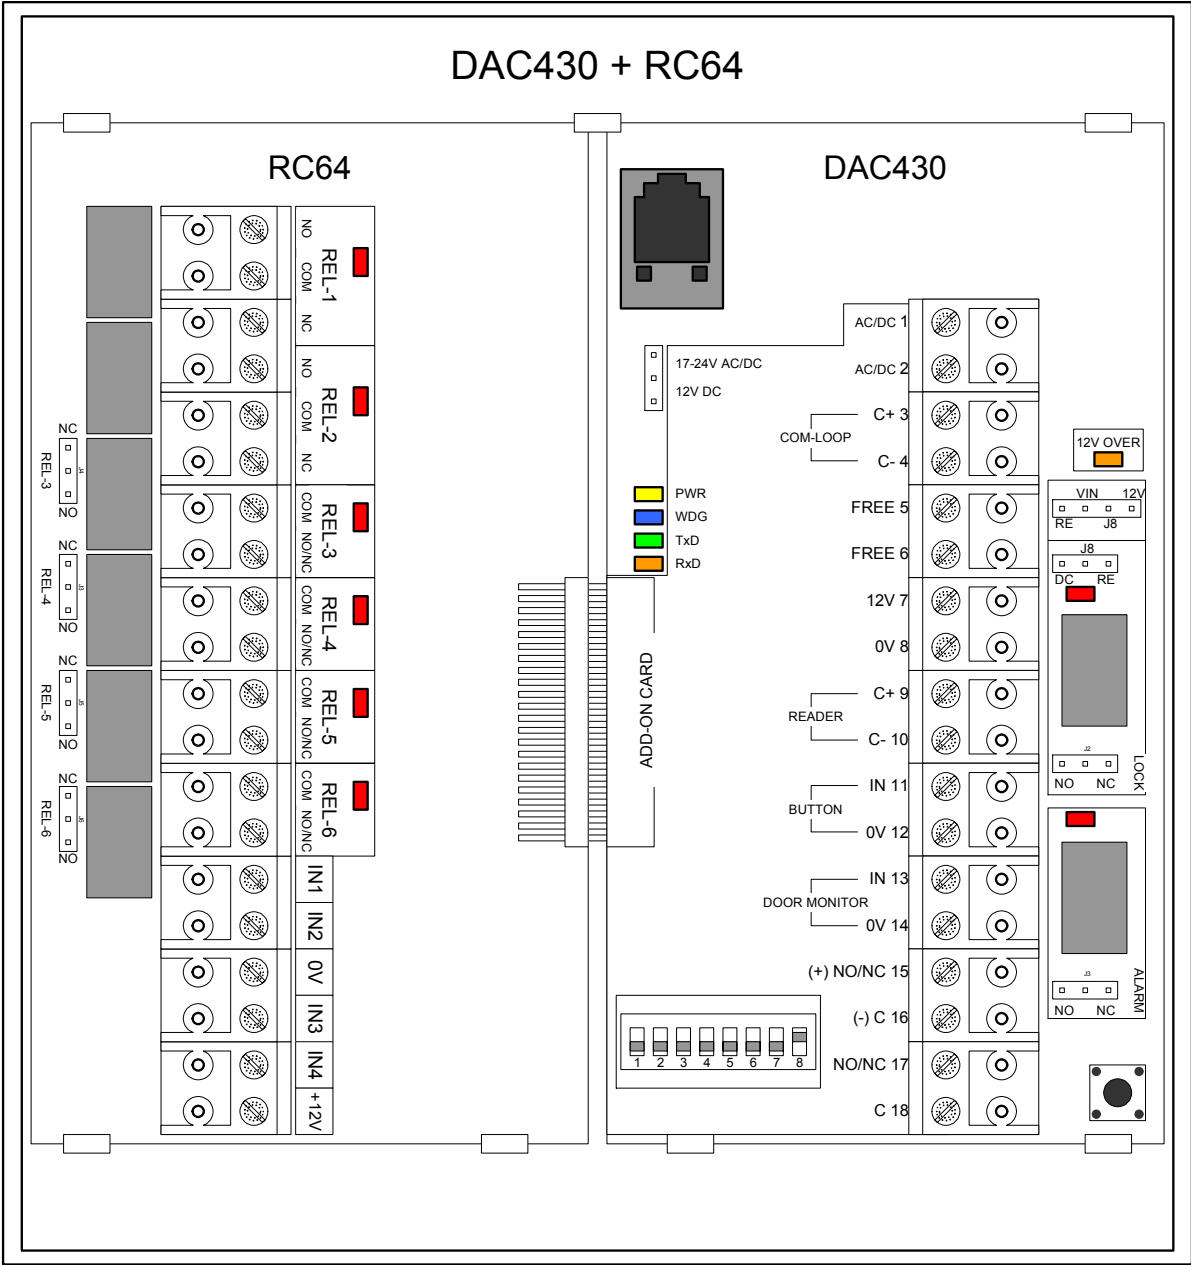 DAC430 + RC64
RC64
NO
COM
NC
REL-1
NO
COM
NC
REL-2
COM NO/NC
REL-3
COM NO/NC
REL-4
COM NO/NC
REL-5
COM NO/NC
REL-6
IN1
IN2
0V
IN3
IN4
+12V
NC
REL-3
J4
NO
NC
REL-4
J3
NO
NC
REL-5
J5
NO
NC
REL-6
J6
NO
DAC430
17-24V AC/DC
12V DC
PWR
WDG
TxD
RxD
ADD-ON CARD
1 2 3 4 5 6 7 8
AC/DC 1
AC/DC 2
C+ 3
COM-LOOP
C- 4
FREE 5
FREE 6
12V 7
0V 8
C+ 9
READER
C- 10
IN 11
BUTTON
0V 12
IN 13
DOOR MONITOR
0V 14
(+) NO/NC 15
(-) C 16
NO/NC 17
C 18
12V OVER
VIN 12V
RE J8
J8
DC RE
J2
NO NC
LOCK
J3
NO NC
ALARM